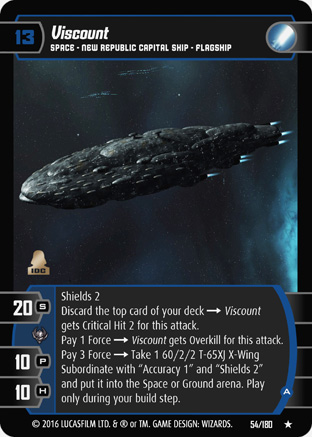 13
Viscount
SPACE - NEW REPUBLIC CAPITAL SHIP - FLAGSHIP
IDC
20 S
10 P
10 H
Shields 2
Discard the top card of your deck → Viscount
gets Critical Hit 2 for this attack.
Pay 1 Force → Viscount gets Overkill for this attack.
Pay 3 Force → Take 1 60/2/2 T-65XJ X-Wing
Subordinate with “Accuracy 1” and “Shields 2”
and put it into the Space or Ground arena. Play
only during your build step.
A
© 2016 LUCASFILM LTD. & ® OR TM. GAME DESIGN: WIZARDS. 54/180 ★